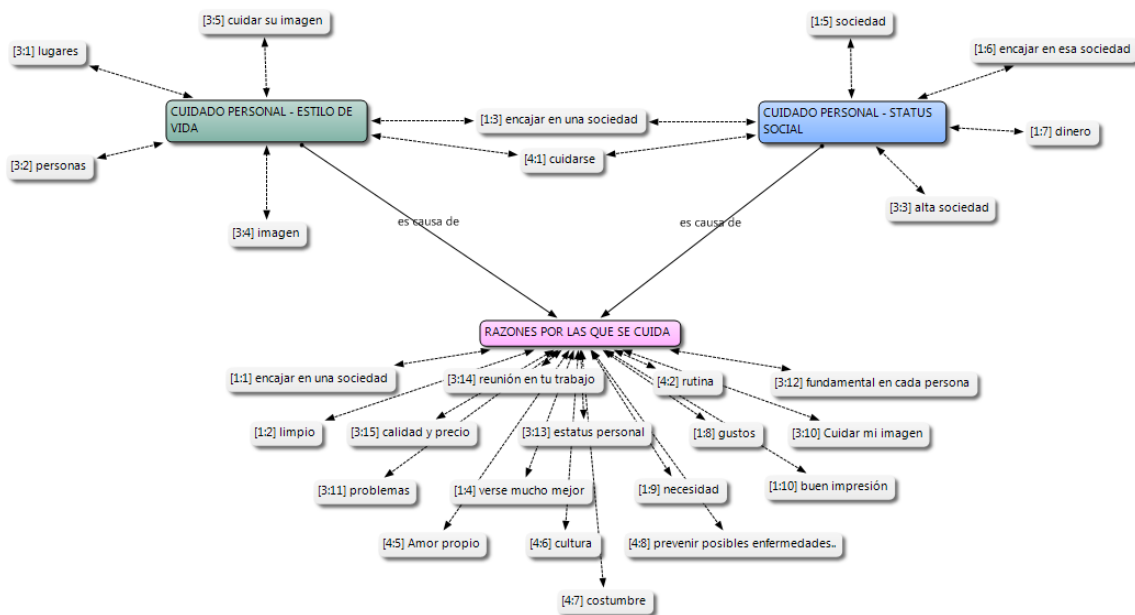 [3:5] cuidar su imagen
[1:5] sociedad
[3:1] lugares
[1:6] encajar en esa sociedad
CUIDADO PERSONAL - ESTILO DE
VIDA
[1:3] encajar en una sociedad
CUIDADO PERSONAL - STATUS
SOCIAL
[1:7] dinero
[3:2] personas
[4:1] cuidarse
[3:4] imagen
[3:3] alta sociedad
es causa de
es causa de
RAZONES POR LAS QUE SE CUIDA
[1:1] encajar en una sociedad
[3:14] reunión en tu trabajo
[4:2] rutina
[3:12] fundamental en cada persona
[1:2] limpio
[3:15] calidad y precio
[3:13] estatus personal
[1:8] gustos
[3:10] Cuidar mi imagen
[3:11] problemas
[1:4] verse mucho mejor
[1:9] necesidad
[1:10] buen impresión
[4:5] Amor propio
[4:6] cultura
[4:8] prevenir posibles enfermedades..
[4:7] costumbre